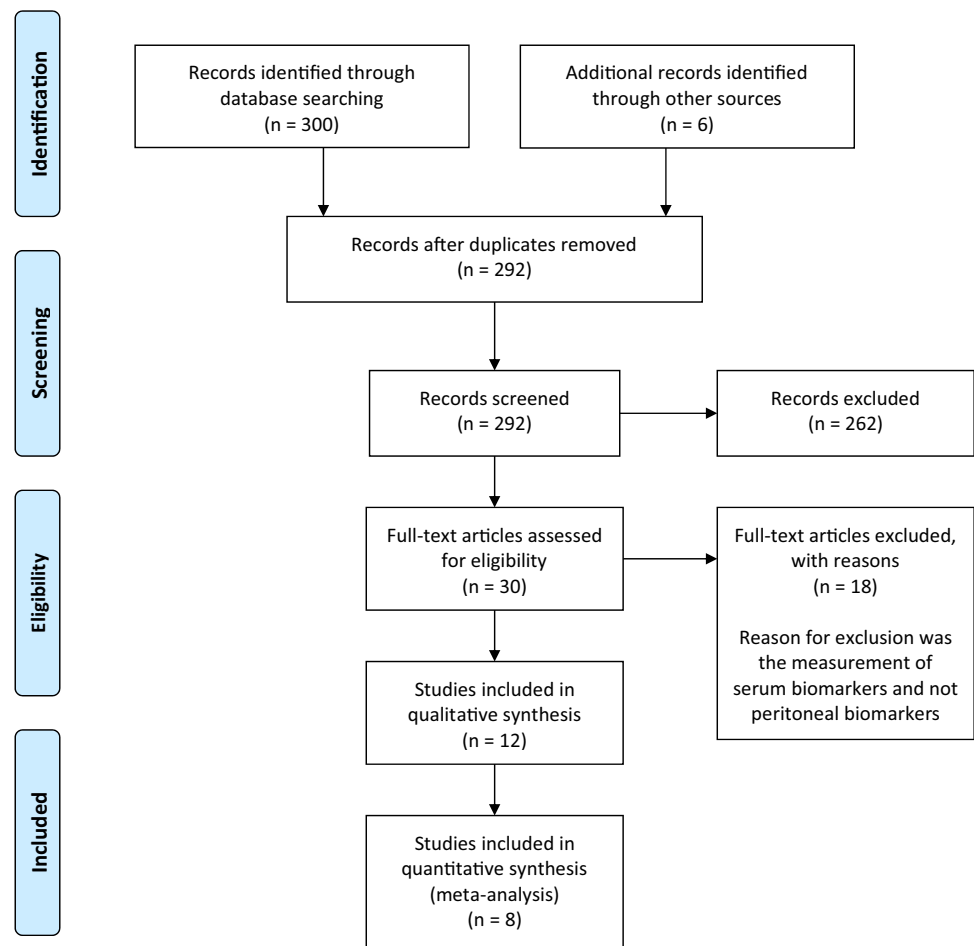 Identification
Records identified through
database searching
(n = 300)
Additional records identified
through other sources
(n = 6)
Records after duplicates removed
(n = 292)
Screening
Records screened
(n = 292)
Records excluded
(n = 262)
Eligibility
Full-text articles assessed
for eligibility
(n = 30)
Full-text articles excluded,
with reasons
(n = 18)
Reason for exclusion was
the measurement of
serum biomarkers and not
peritoneal biomarkers
Studies included in
qualitative synthesis
(n = 12)
Included
Studies included in
quantitative synthesis
(meta-analysis)
(n = 8)